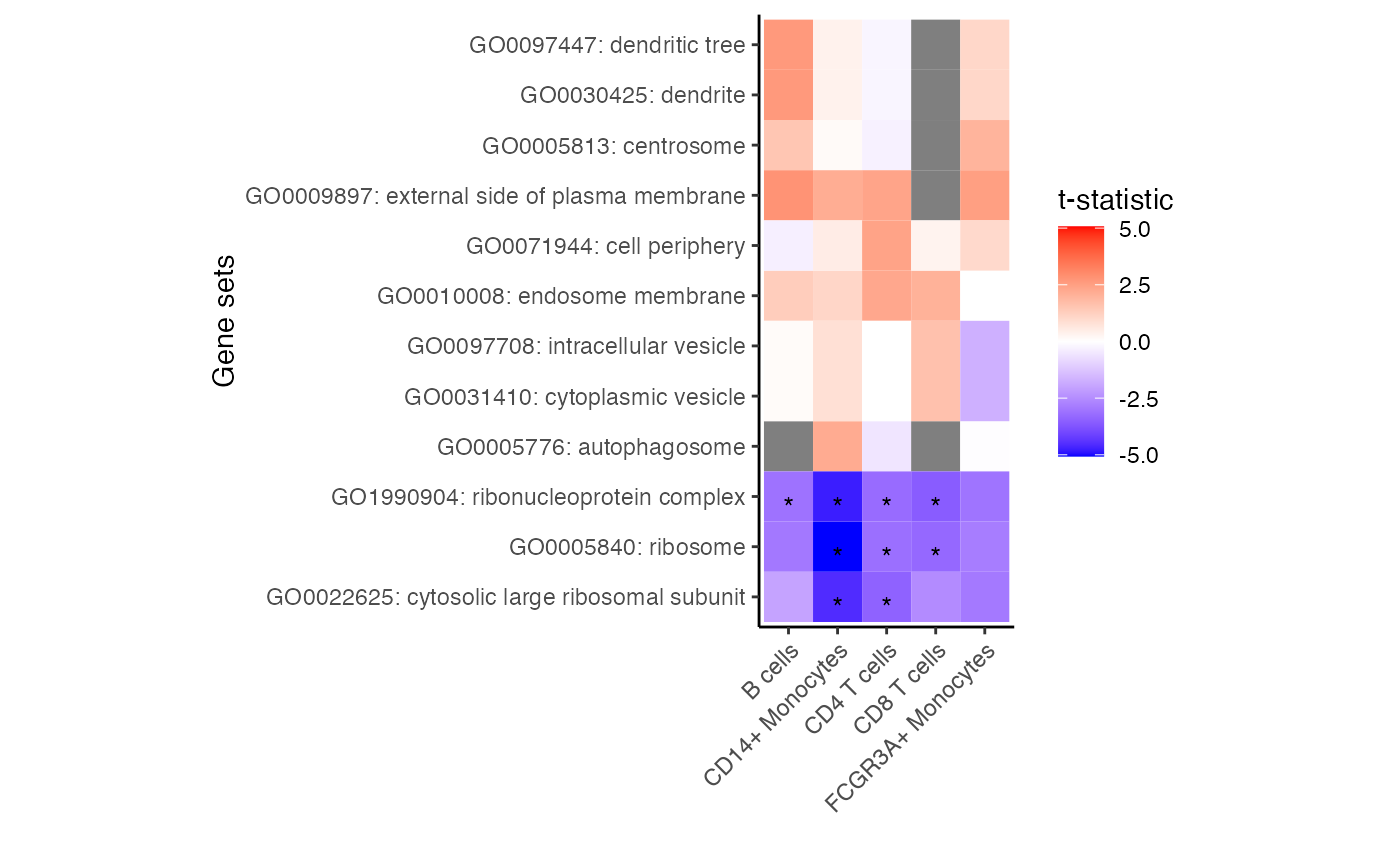 GO0097447: dendritic tree
GO0030425: dendrite
GO0005813: centrosome
GO0009897: external side of plasma membrane
GO0071944: cell periphery
GO0010008: endosome membrane
GO0097708: intracellular vesicle
GO0031410: cytoplasmic vesicle
GO0005776: autophagosome
GO1990904: ribonucleoprotein complex
GO0005840: ribosome
GO0022625: cytosolic large ribosomal subunit
Gene sets
* * * *
* * *
* *
B cells
CD14+ Monocytes
CD4 T cells
CD8 T cells
FCGR3A+ Monocytes
t-statistic
5.0
2.5
0.0
-2.5
-5.0